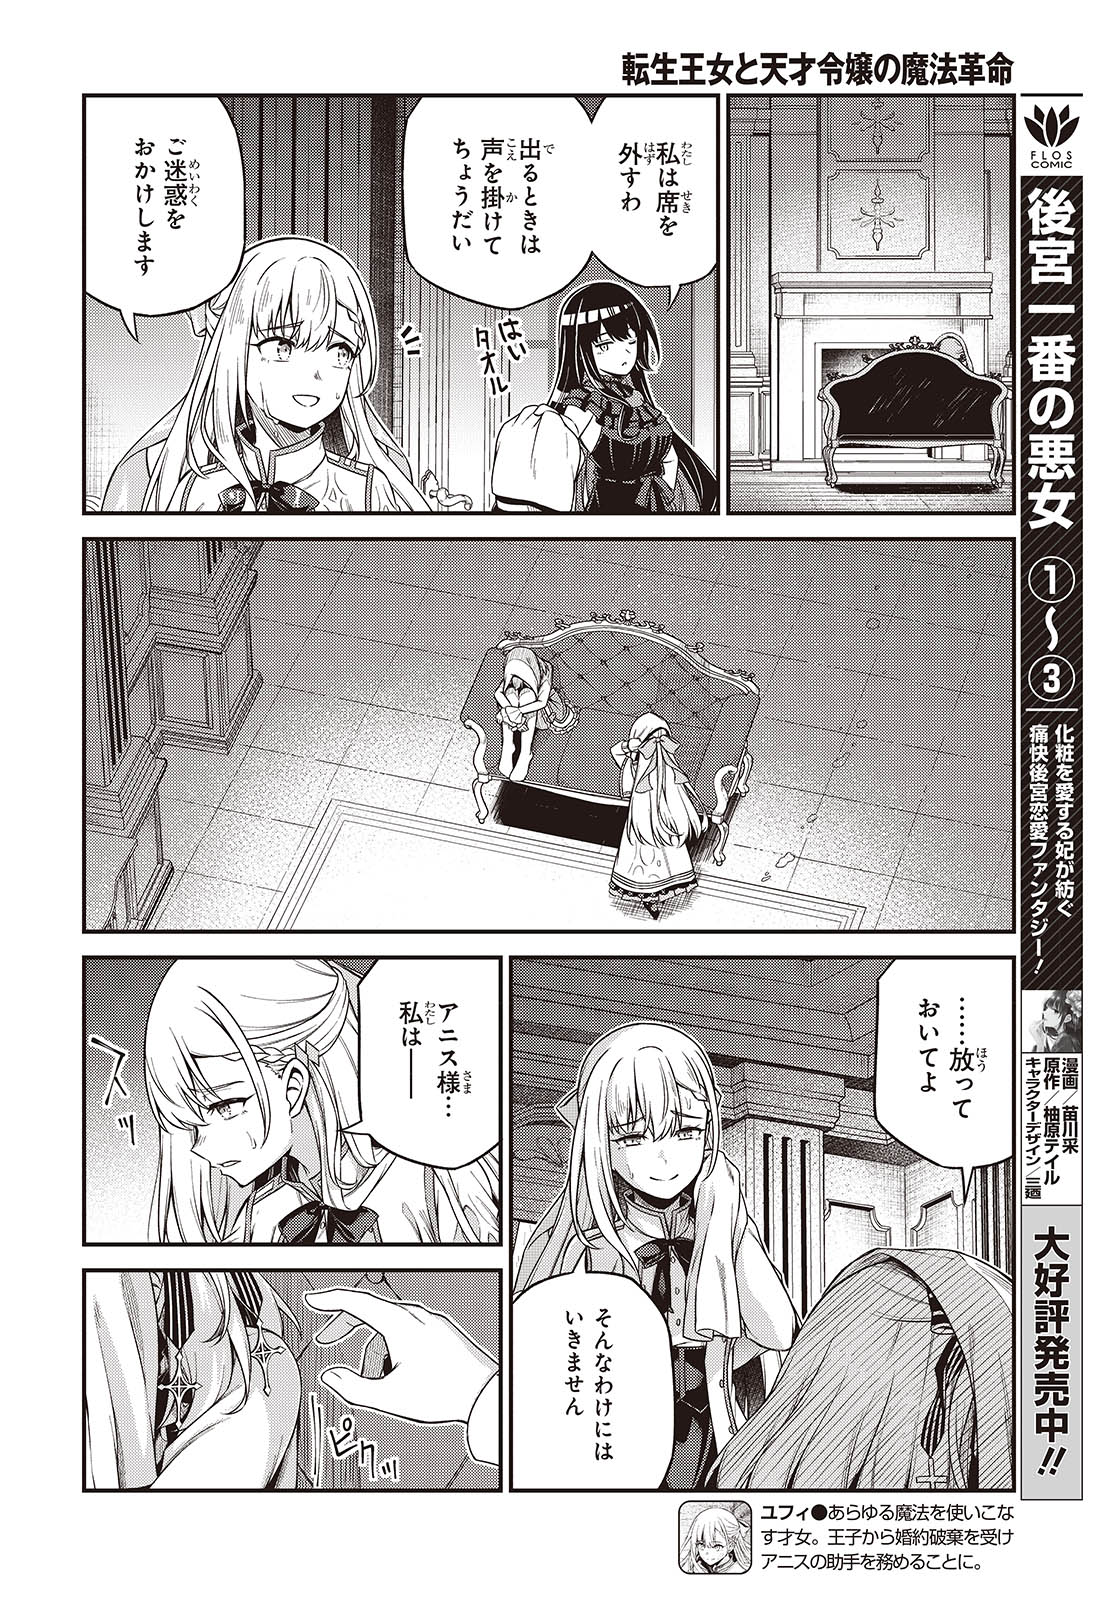 転生王女と天才令嬢の魔法革命
私は席を
外すわ
出るときは
声を掛けて
ちょうだい
はい
タオル
ご迷惑を
おかけします
……放って
おいてよ
そんなわけには
いきません
アニス様…
私は──
ピクッ
ユフィ●あらゆる魔法を使いこな
す才女。王子から婚約破棄を受け
アニスの助手を務めることに。
FLOS
COMIC
後宮一番の悪女 ①〜③
化粧を愛する妃が紡ぐ
痛快後宮恋愛ファンタジー!
漫画/苗川采
原作/柚原テイル
キャラクターデザイン/三廼
大好評発売中!!